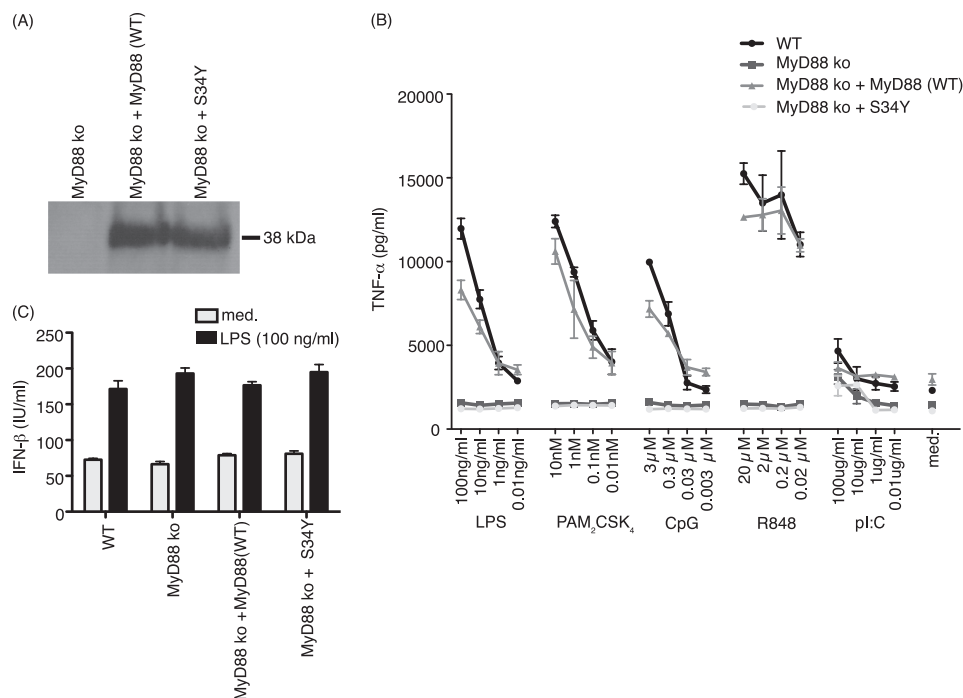 (A)
MyD88 ko
MyD88 ko + MyD88 (WT)
MyD88 ko + S34Y
38 kDa
(B)
WT
MyD88 ko
MyD88 ko + MyD88 (WT)
MyD88 ko + S34Y
TNF-α (pg/ml)
20000
15000
10000
5000
0
100ng/ml
10ng/ml
1ng/ml
0.01ng/ml
10nM
1nM
0.1nM
0.01nM
3 µM
0.3 µM
0.03 µM
0.003 µM
20 µM
2 µM
0.2 µM
0.02 µM
100ug/ml
10ug/ml
1ug/ml
0.01ug/ml
med.
LPS
PAM₂CSK₄
CpG
R848
pI:C
(C)
med.
LPS (100 ng/ml)
IFN-β (IU/ml)
250
200
150
100
50
0
WT
MyD88 ko
MyD88 ko +MyD88(WT)
MyD88 ko + S34Y